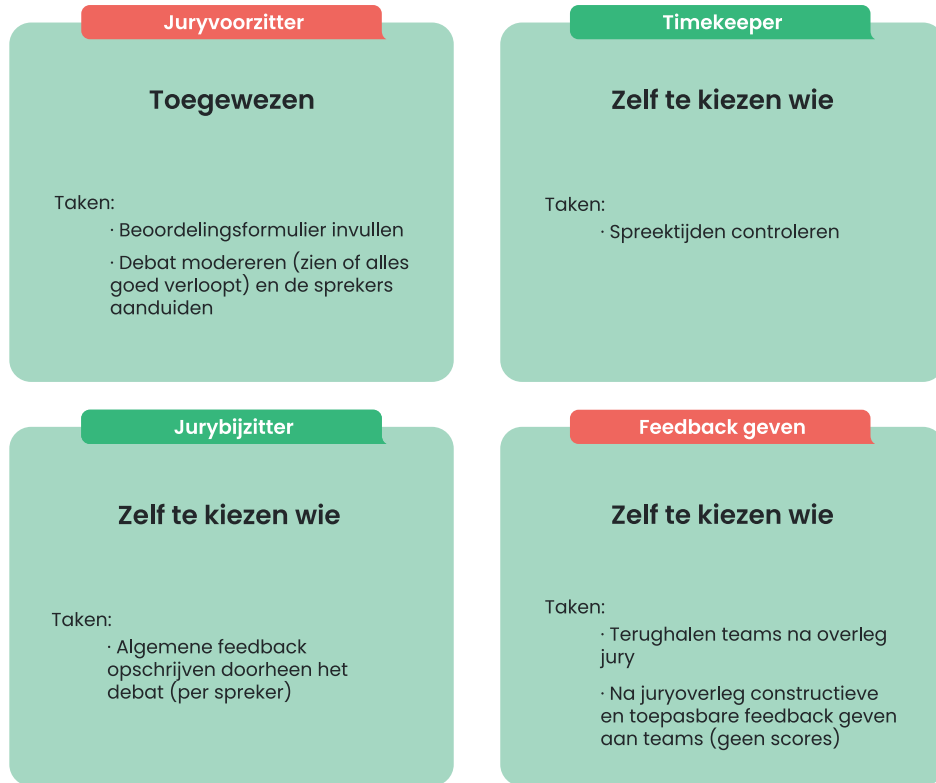 Juryvoorzitter
Toegewezen
Taken:
· Beoordelingsformulier invullen
· Debat modereren (zien of alles
goed verloopt) en de sprekers
aanduiden
Timekeeper
Zelf te kiezen wie
Taken:
· Spreektijden controleren
Jurybijzitter
Zelf te kiezen wie
Taken:
· Algemene feedback
opschrijven doorheen het
debat (per spreker)
Feedback geven
Zelf te kiezen wie
Taken:
· Terughalen teams na overleg
jury
· Na juryoverleg constructieve
en toepasbare feedback geven
aan teams (geen scores)